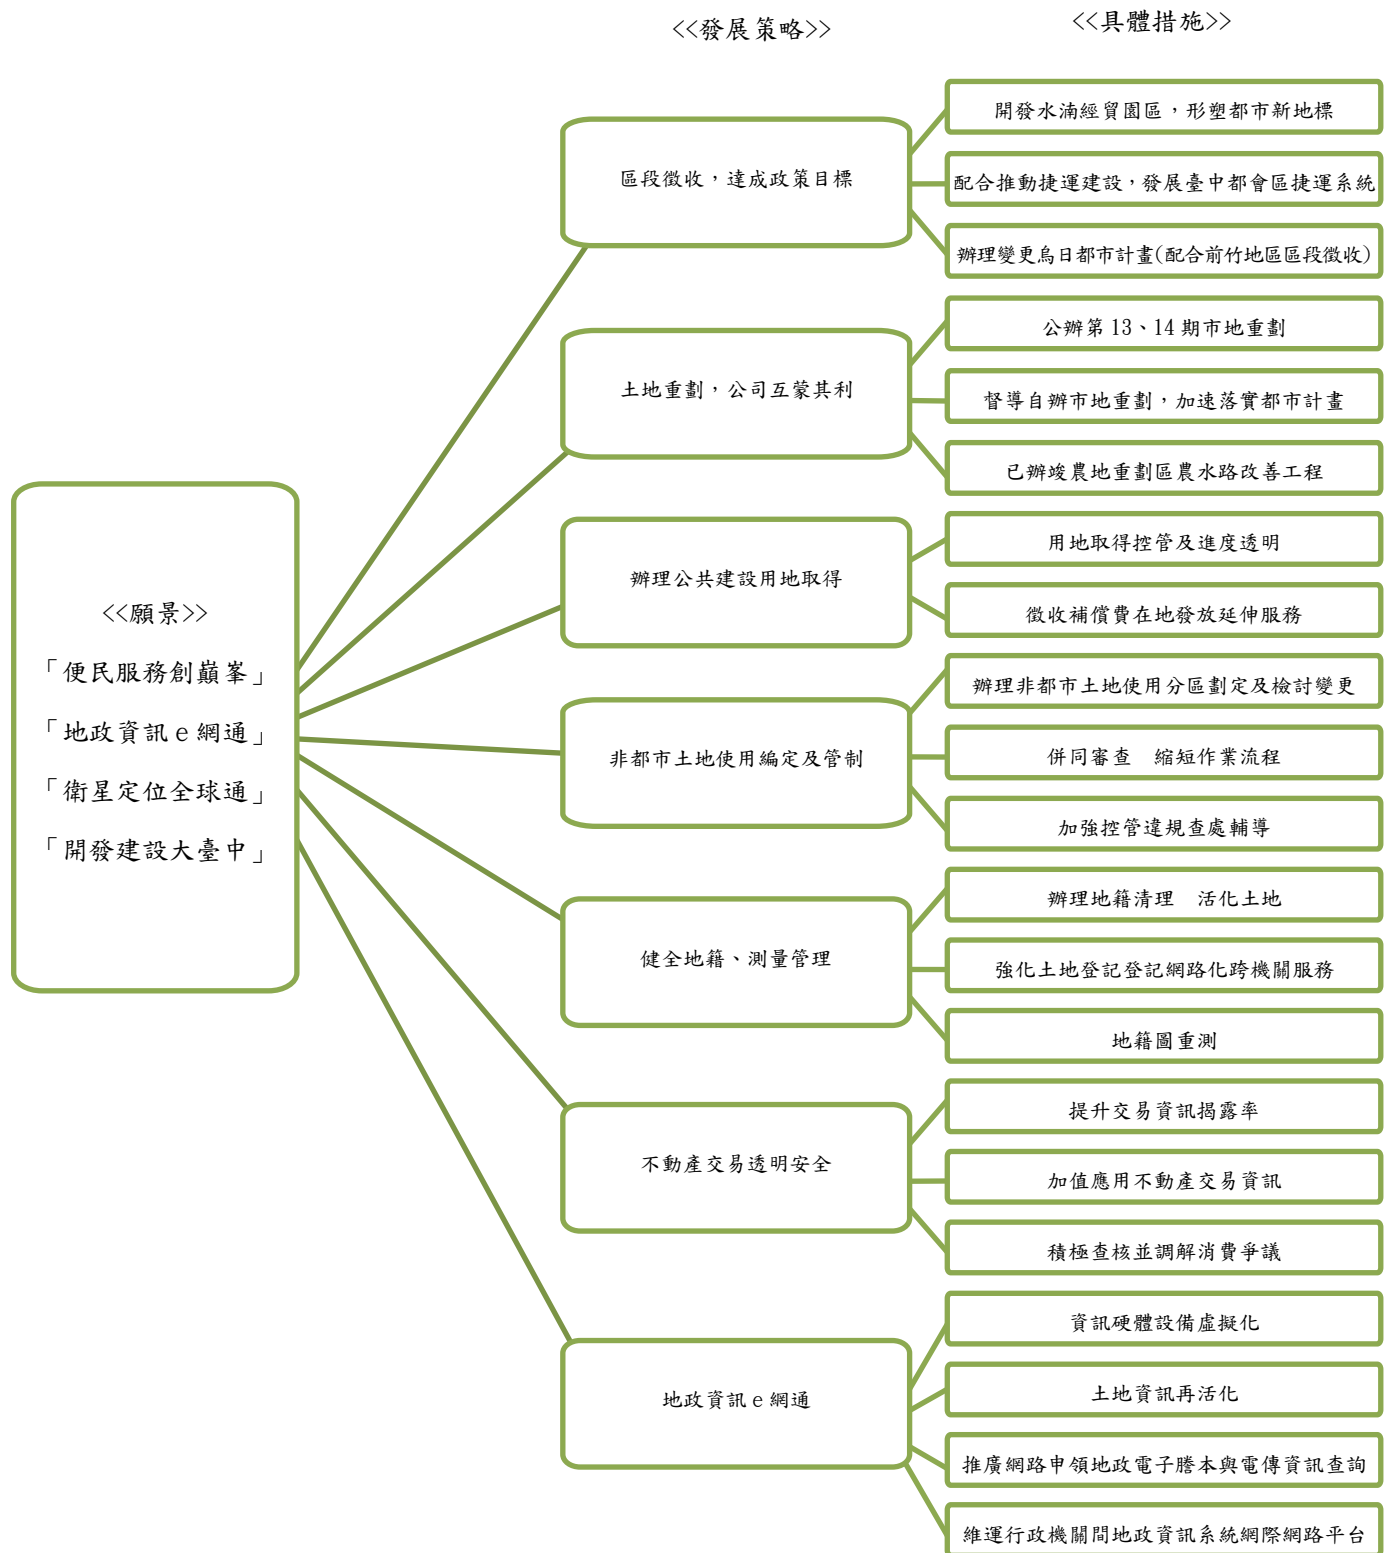 <<發展策略>>
<<具體措施>>
<<願景>>
「便民服務創巔峯」
「地政資訊 e 網通」
「衛星定位全球通」
「開發建設大臺中」
區段徵收，達成政策目標
開發水湳經貿園區，形塑都市新地標
配合推動捷運建設，發展臺中都會區捷運系統
辦理變更烏日都市計畫(配合前竹地區區段徵收)
土地重劃，公司互蒙其利
公辦第 13、14 期市地重劃
督導自辦市地重劃，加速落實都市計畫
已辦竣農地重劃區農水路改善工程
辦理公共建設用地取得
用地取得控管及進度透明
徵收補償費在地發放延伸服務
非都市土地使用編定及管制
辦理非都市土地使用分區劃定及檢討變更
併同審查　縮短作業流程
加強控管違規查處輔導
健全地籍、測量管理
辦理地籍清理　活化土地
強化土地登記登記網路化跨機關服務
地籍圖重測
不動產交易透明安全
提升交易資訊揭露率
加值應用不動產交易資訊
積極查核並調解消費爭議
地政資訊 e 網通
資訊硬體設備虛擬化
土地資訊再活化
推廣網路申領地政電子謄本與電傳資訊查詢
維運行政機關間地政資訊系統網際網路平台